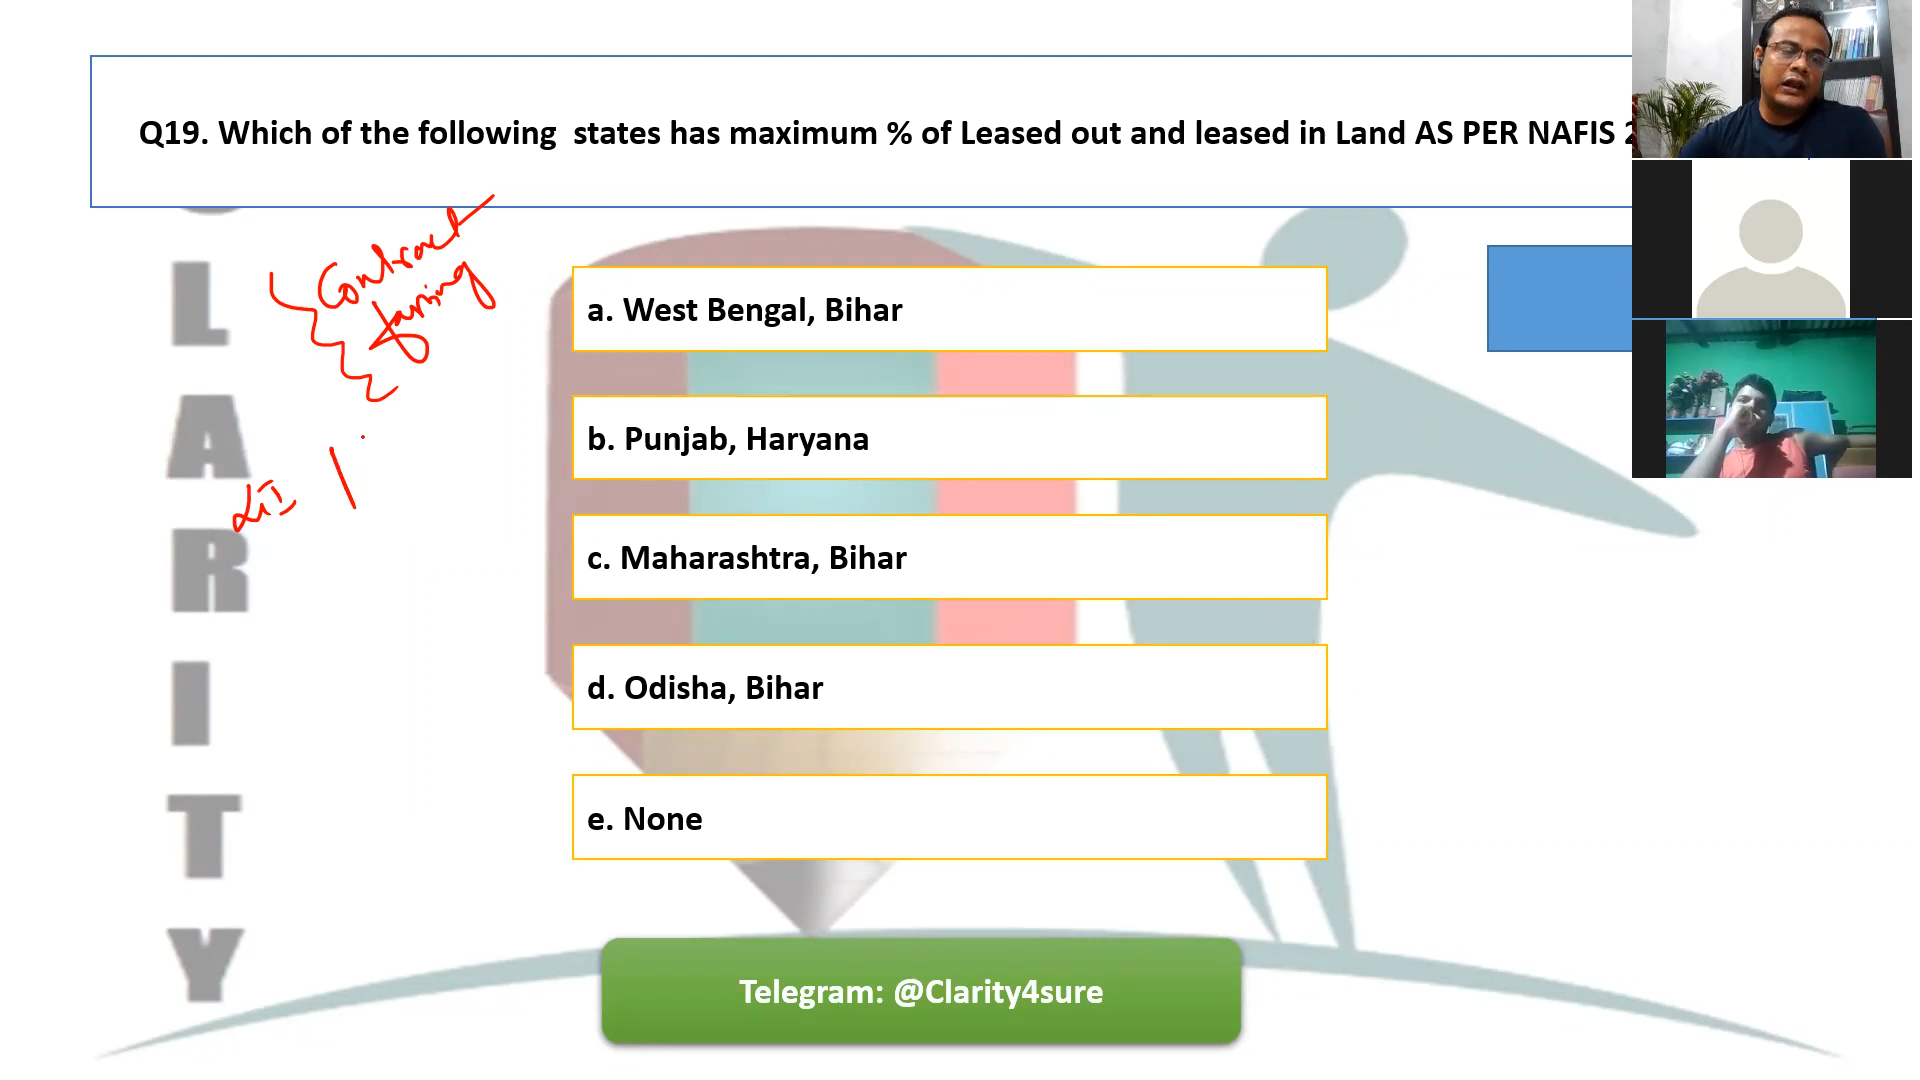 Q19. Which of the following states has maximum % of Leased out and leased in Land AS PER NAFIS
Contract
farming
a. West Bengal, Bihar
b. Punjab, Haryana
c. Maharashtra, Bihar
d. Odisha, Bihar
e. None
L
A
R
I
T
Y
Telegram: @Clarity4sure